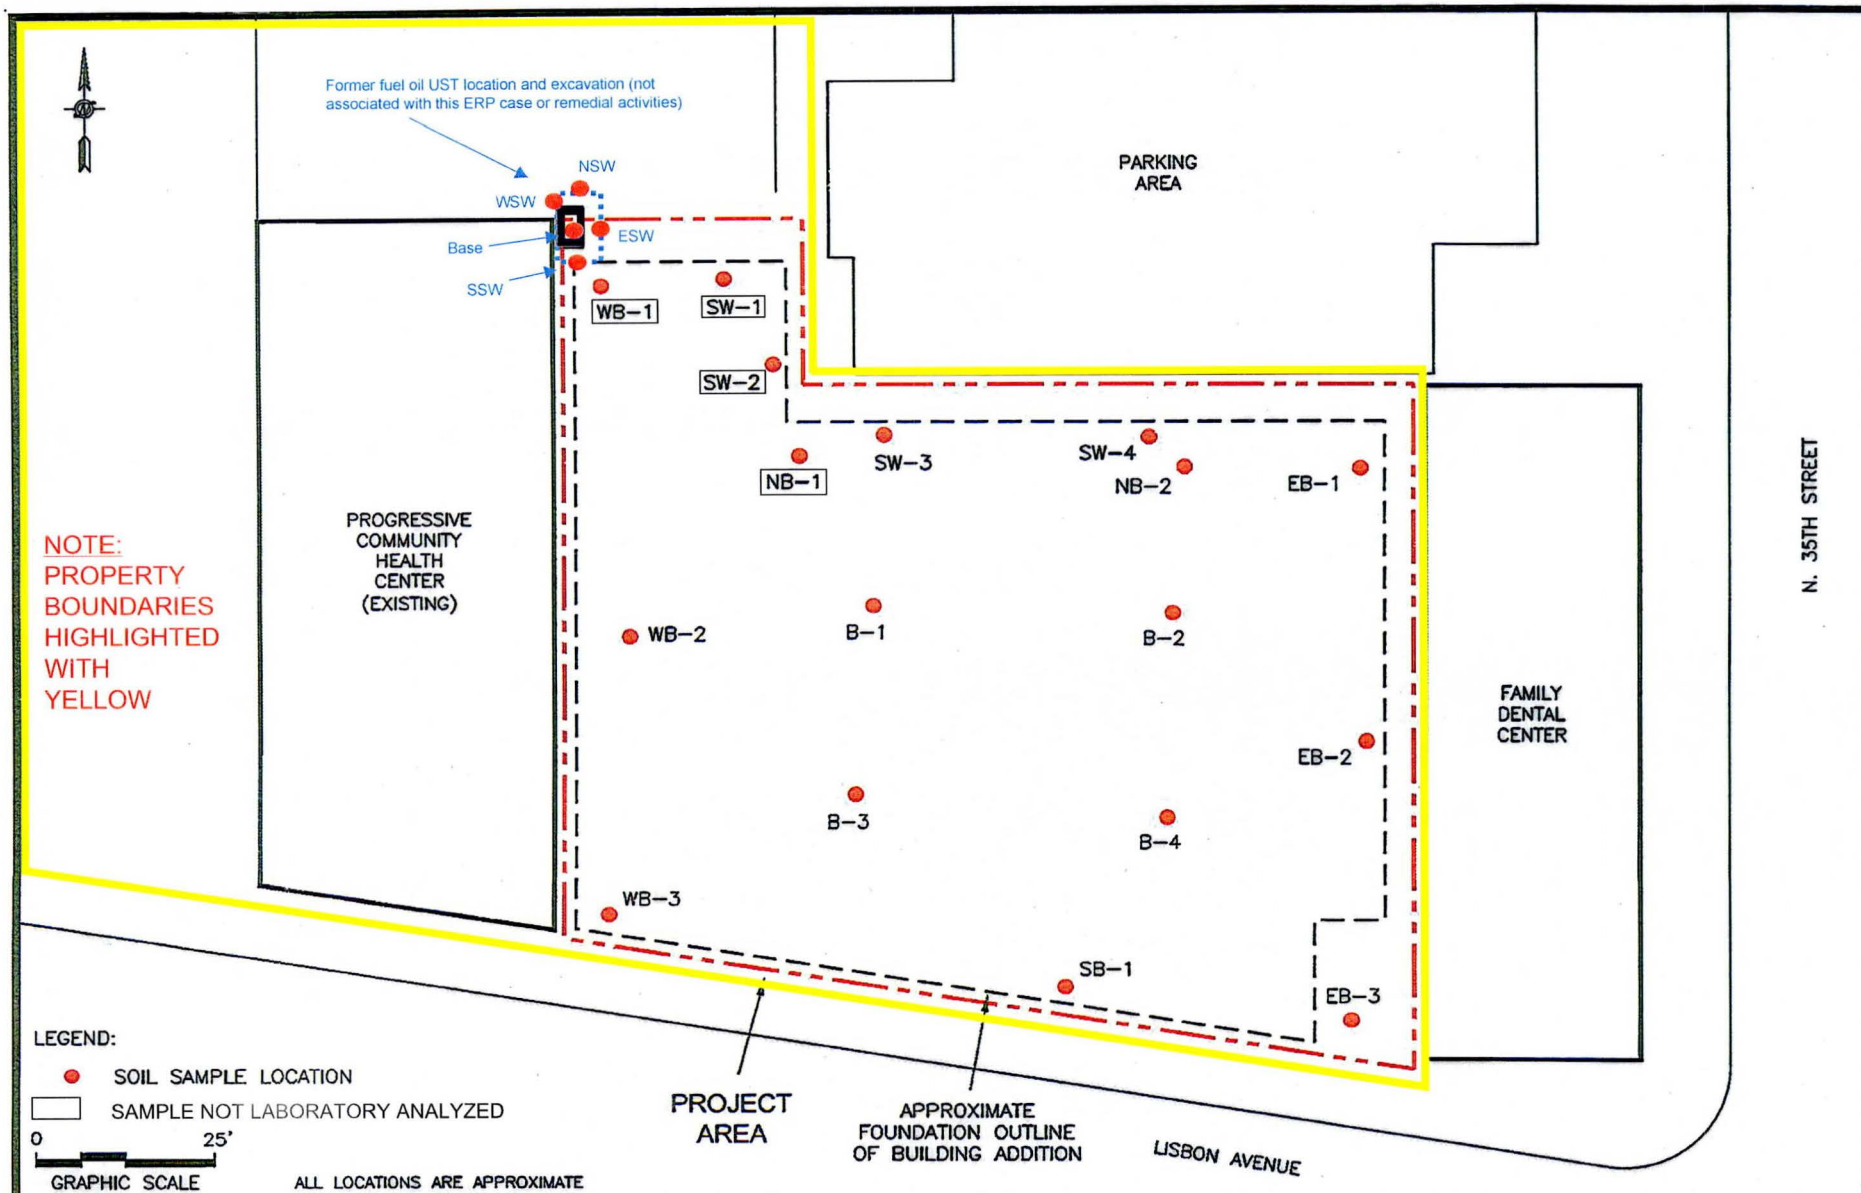 Former fuel oil UST location and excavation (not
associated with this ERP case or remedial activities)
N
NSW
WSW
Base
ESW
SSW
PARKING
AREA
WB-1
SW-1
SW-2
NB-1
SW-3
SW-4
NB-2
EB-1
N. 35TH STREET
NOTE:
PROPERTY
BOUNDARIES
HIGHLIGHTED
WITH
YELLOW
PROGRESSIVE
COMMUNITY
HEALTH
CENTER
(EXISTING)
WB-2
B-1
B-2
FAMILY
DENTAL
CENTER
EB-2
B-3
B-4
WB-3
SB-1
EB-3
LEGEND:
SOIL SAMPLE LOCATION
SAMPLE NOT LABORATORY ANALYZED
0 25'
GRAPHIC SCALE
ALL LOCATIONS ARE APPROXIMATE
PROJECT
AREA
APPROXIMATE
FOUNDATION OUTLINE
OF BUILDING ADDITION
LISBON AVENUE